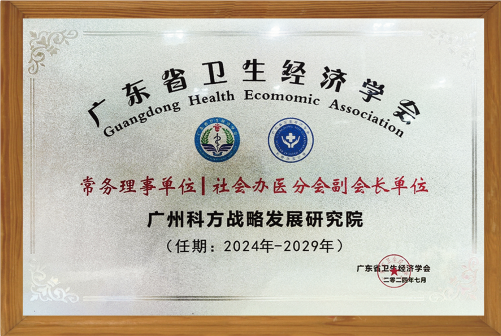 广东省卫生经济学会
Guangdong Health Ecomomic Association
常务理事单位|社会办医分会副会长单位
广州科方战略发展研究院
（任期：2024年-2029年）
广东省卫生经济学会
二零二四年七月